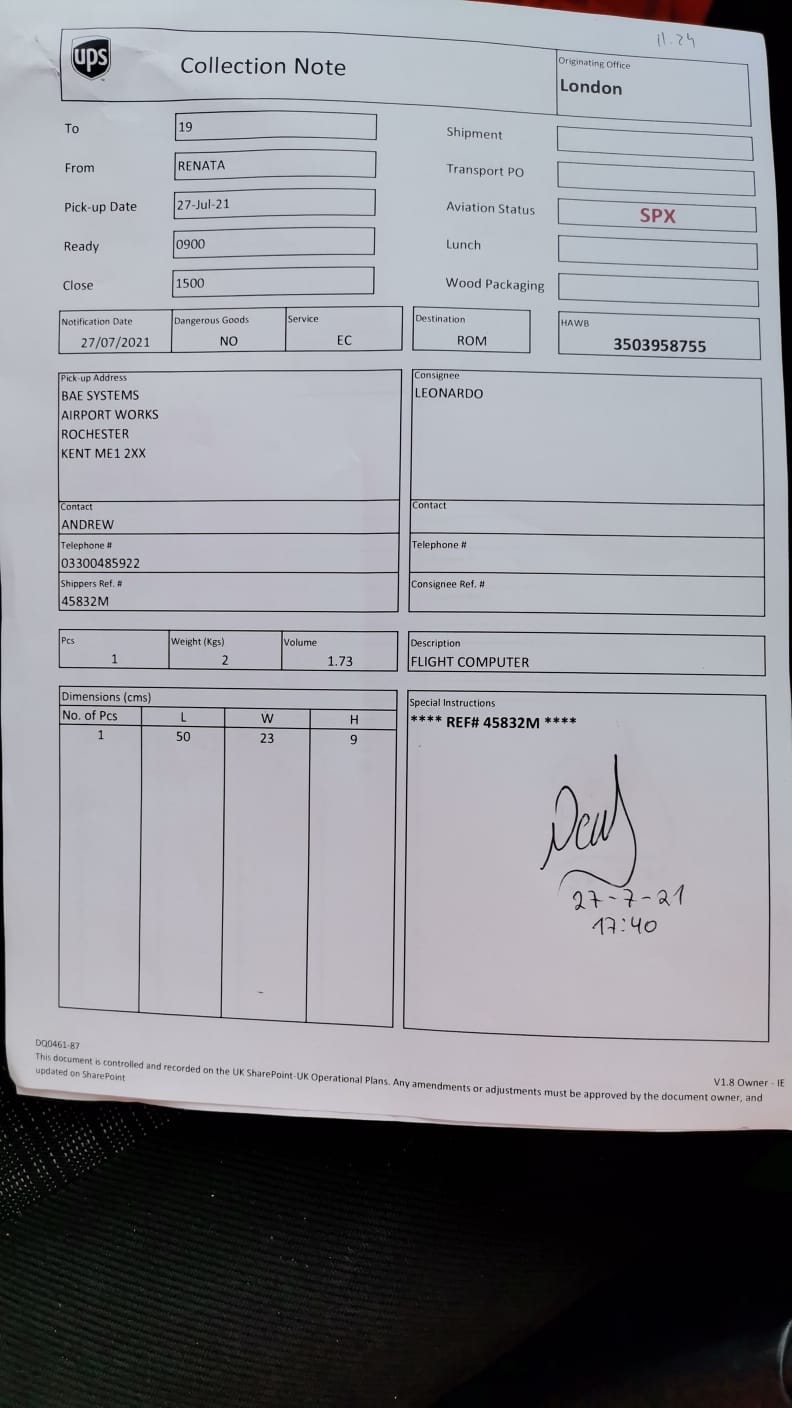 11.24
ups
Collection Note
Originating Office
London
To
19
Shipment
From
RENATA
Transport PO
Pick-up Date
27-Jul-21
Aviation Status
SPX
Ready
0900
Lunch
Close
1500
Wood Packaging
Notification Date
27/07/2021
Dangerous Goods
NO
Service
EC
Destination
ROM
HAWB
3503958755
Pick-up Address
BAE SYSTEMS
AIRPORT WORKS
ROCHESTER
KENT ME1 2XX
Consignee
LEONARDO
Contact
ANDREW
Contact
Telephone #
03300485922
Telephone #
Shippers Ref. #
45832M
Consignee Ref. #
Pcs
1
Weight (Kgs)
2
Volume
1.73
Description
FLIGHT COMPUTER
Dimensions (cms)
No. of Pcs L W H
1 50 23 9
Special Instructions
**** REF# 45832M ****
27-7-21
17:40
DQ0461-87
This document is controlled and recorded on the UK SharePoint-UK Operational Plans. Any amendments or adjustments must be approved by the document owner, and
updated on SharePoint
V1.8 Owner - IE